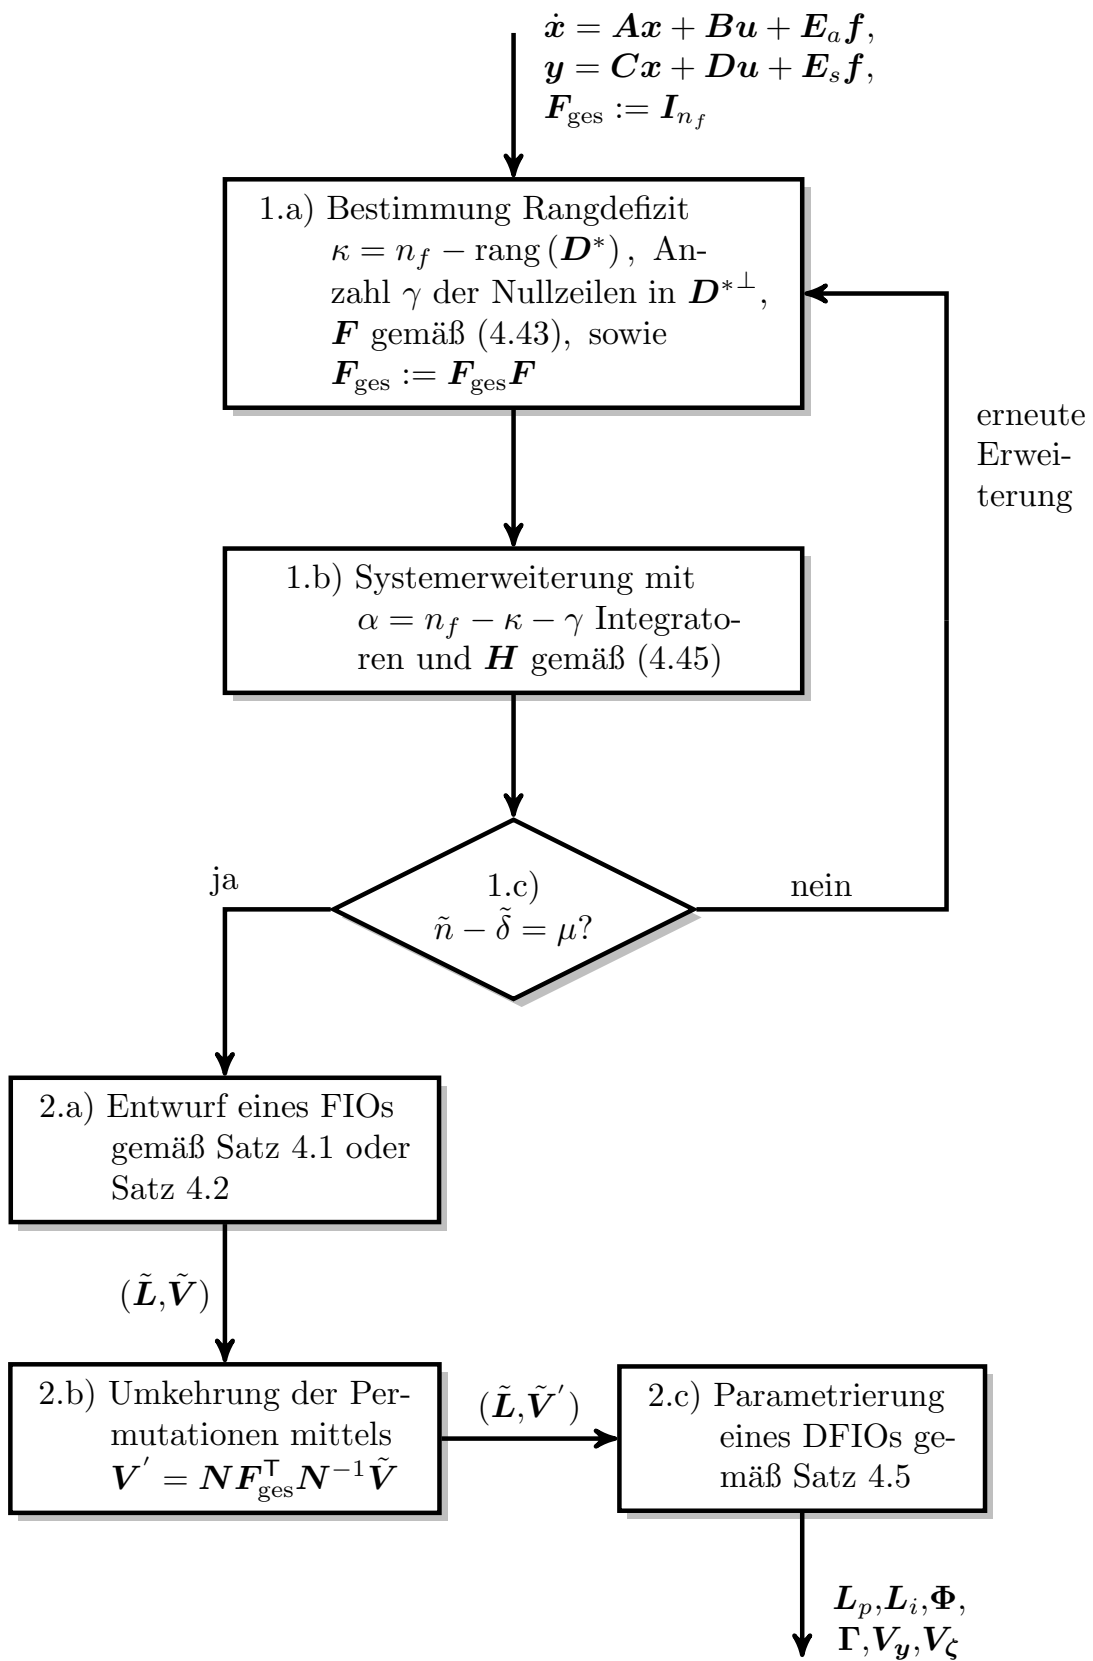 ẋ = Ax + Bu + E_a f,
y = Cx + Du + E_s f,
F_ges := I_{n_f}
1.a) Bestimmung Rangdefizit
κ = n_f − rang (D*), An-
zahl γ der Nullzeilen in D*^⊥,
F gemäß (4.43), sowie
F_ges := F_ges F
erneute
Erwei-
terung
1.b) Systemerweiterung mit
α = n_f − κ − γ Integrato-
ren und H gemäß (4.45)
ja
nein
1.c)
ñ − δ̃ = μ?
2.a) Entwurf eines FIOs
gemäß Satz 4.1 oder
Satz 4.2
(L̃,Ṽ)
2.b) Umkehrung der Per-
mutationen mittels
V′ = N F_ges^T N^{−1} Ṽ
(L̃,Ṽ′)
2.c) Parametrierung
eines DFIOs ge-
mäß Satz 4.5
L_p,L_i,Φ,
Γ,V_y,V_ζ